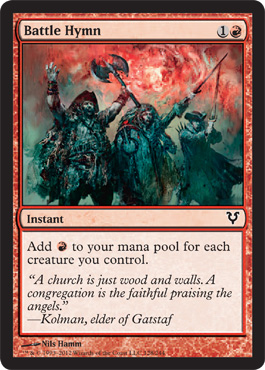 Battle Hymn 1
Instant
Add to your mana pool for each
creature you control.
"A church is just wood and walls. A
congregation is the faithful praising the
angels."
—Kolman, elder of Gatstaf
Nils Hamm